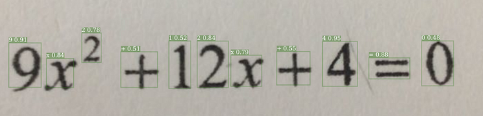 9x² + 12x + 4 = 0